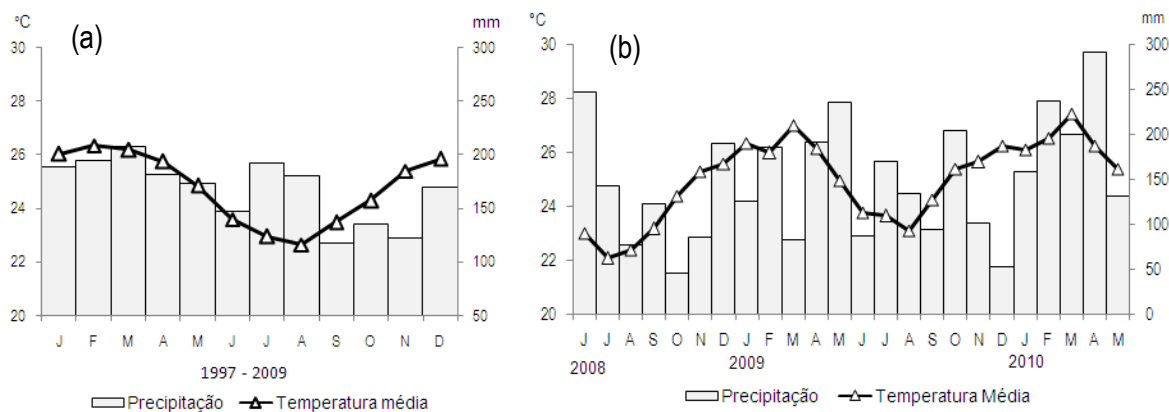 °C
(a)
mm
30
28
26
24
22
20
300
250
200
150
100
50
J F M A M J J A S O N D
1997 - 2009
Precipitação Temperatura média
°C
(b)
mm
30
28
26
24
22
20
300
250
200
150
100
50
0
J J A S O N D J F M A M J J A S O N D J F M A M
2008 2009 2010
Precipitação Temperatura Média